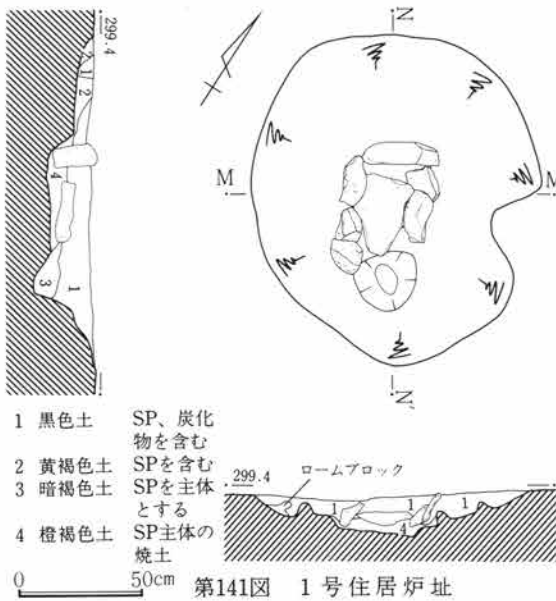 299.4
2
1
2
4
3
1
N
M
M'
N'
1 黒色土 SP、炭化
物を含む
2 黄褐色土 SPを含む
3 暗褐色土 SPを主体
とする
4 橙褐色土 SP主体の
焼土
299.4
ロームブロック
2
1
1
1
4
0 50cm
第141図 1号住居炉址